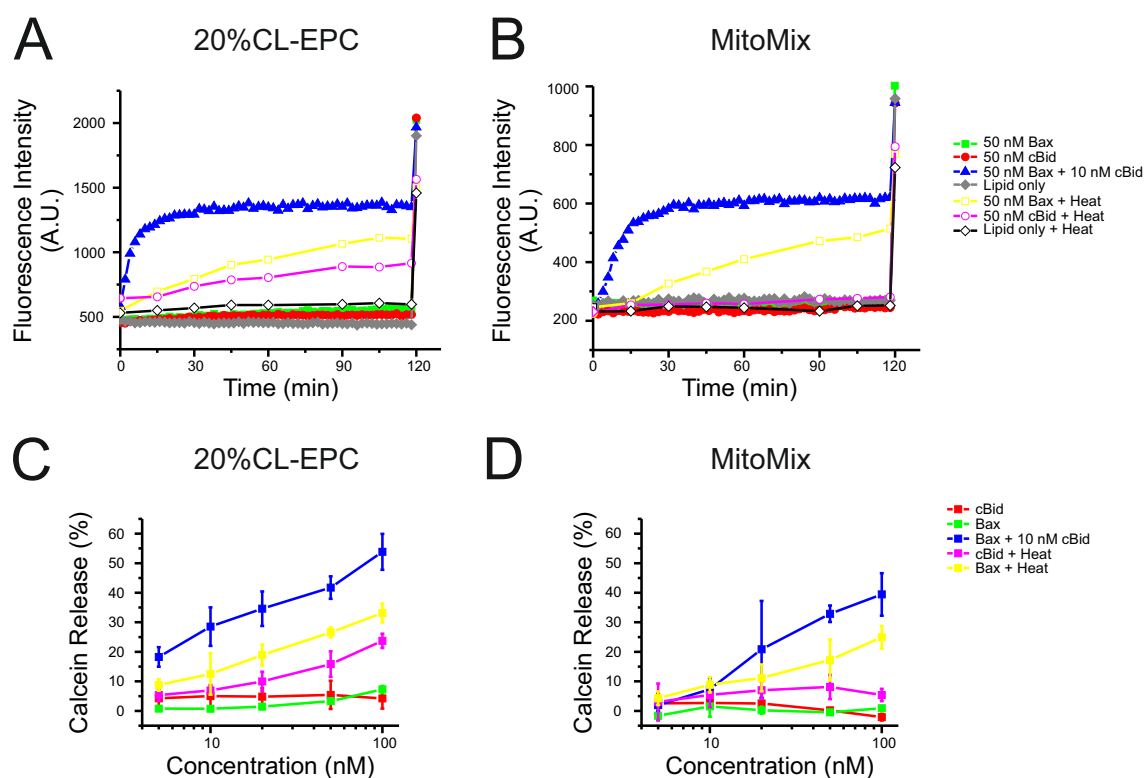 A
20%CL-EPC
Fluorescence Intensity
(A.U.)
2000
1500
1000
500
0
30
60
90
120
Time (min)
B
MitoMix
Fluorescence Intensity
(A.U.)
1000
800
600
400
200
0
30
60
90
120
Time (min)
50 nM Bax
50 nM cBid
50 nM Bax + 10 nM cBid
Lipid only
50 nM Bax + Heat
50 nM cBid + Heat
Lipid only + Heat
C
20%CL-EPC
Calcein Release (%)
60
50
40
30
20
10
0
10
100
Concentration (nM)
D
MitoMix
Calcein Release (%)
60
50
40
30
20
10
0
10
100
Concentration (nM)
cBid
Bax
Bax + 10 nM cBid
cBid + Heat
Bax + Heat